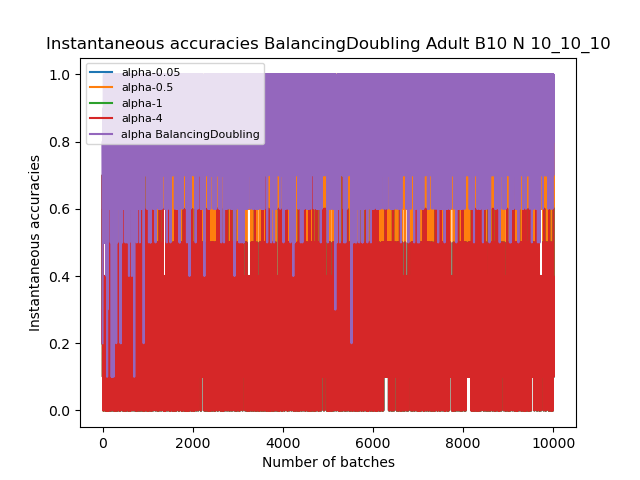 Instantaneous accuracies BalancingDoubling Adult B10 N 10_10_10
alpha-0.05
alpha-0.5
alpha-1
alpha-4
alpha BalancingDoubling
1.0
0.8
0.6
0.4
0.2
0.0
Instantaneous accuracies
0
2000
4000
6000
8000
10000
Number of batches